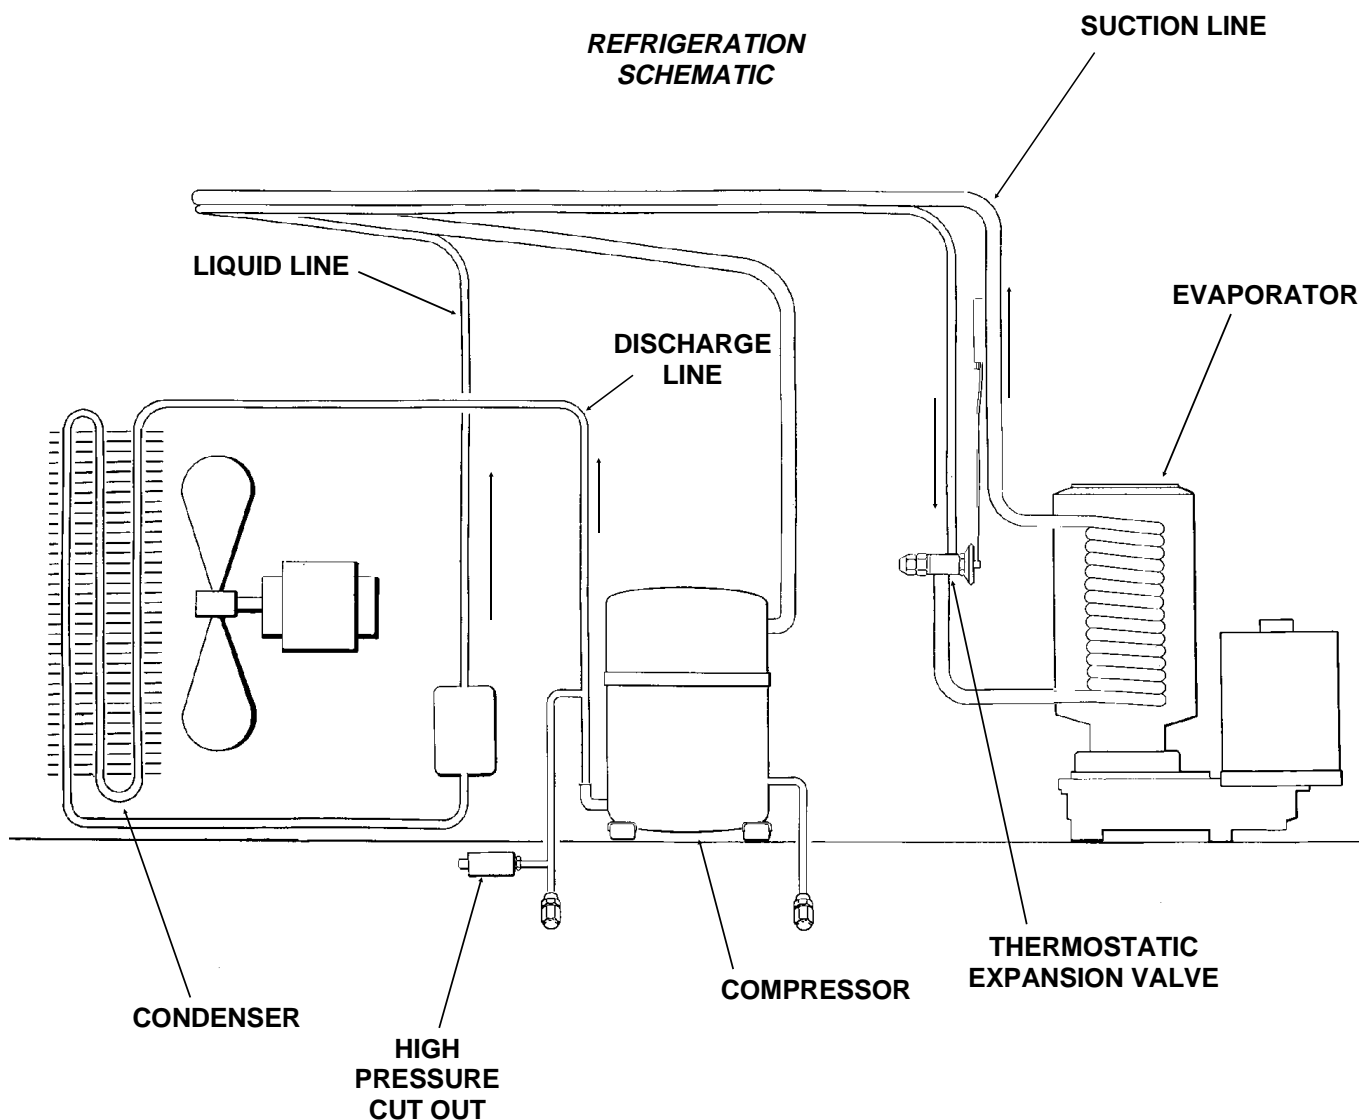 REFRIGERATION
SCHEMATIC
SUCTION LINE
LIQUID LINE
EVAPORATOR
DISCHARGE
LINE
THERMOSTATIC
EXPANSION VALVE
COMPRESSOR
CONDENSER
HIGH
PRESSURE
CUT OUT